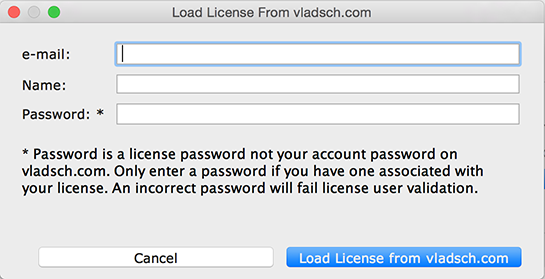 Load License From vladsch.com
e-mail:
Name:
Password: *
* Password is a license password not your account password on
vladsch.com. Only enter a password if you have one associated with
your license. An incorrect password will fail license user validation.
Cancel
Load License from vladsch.com